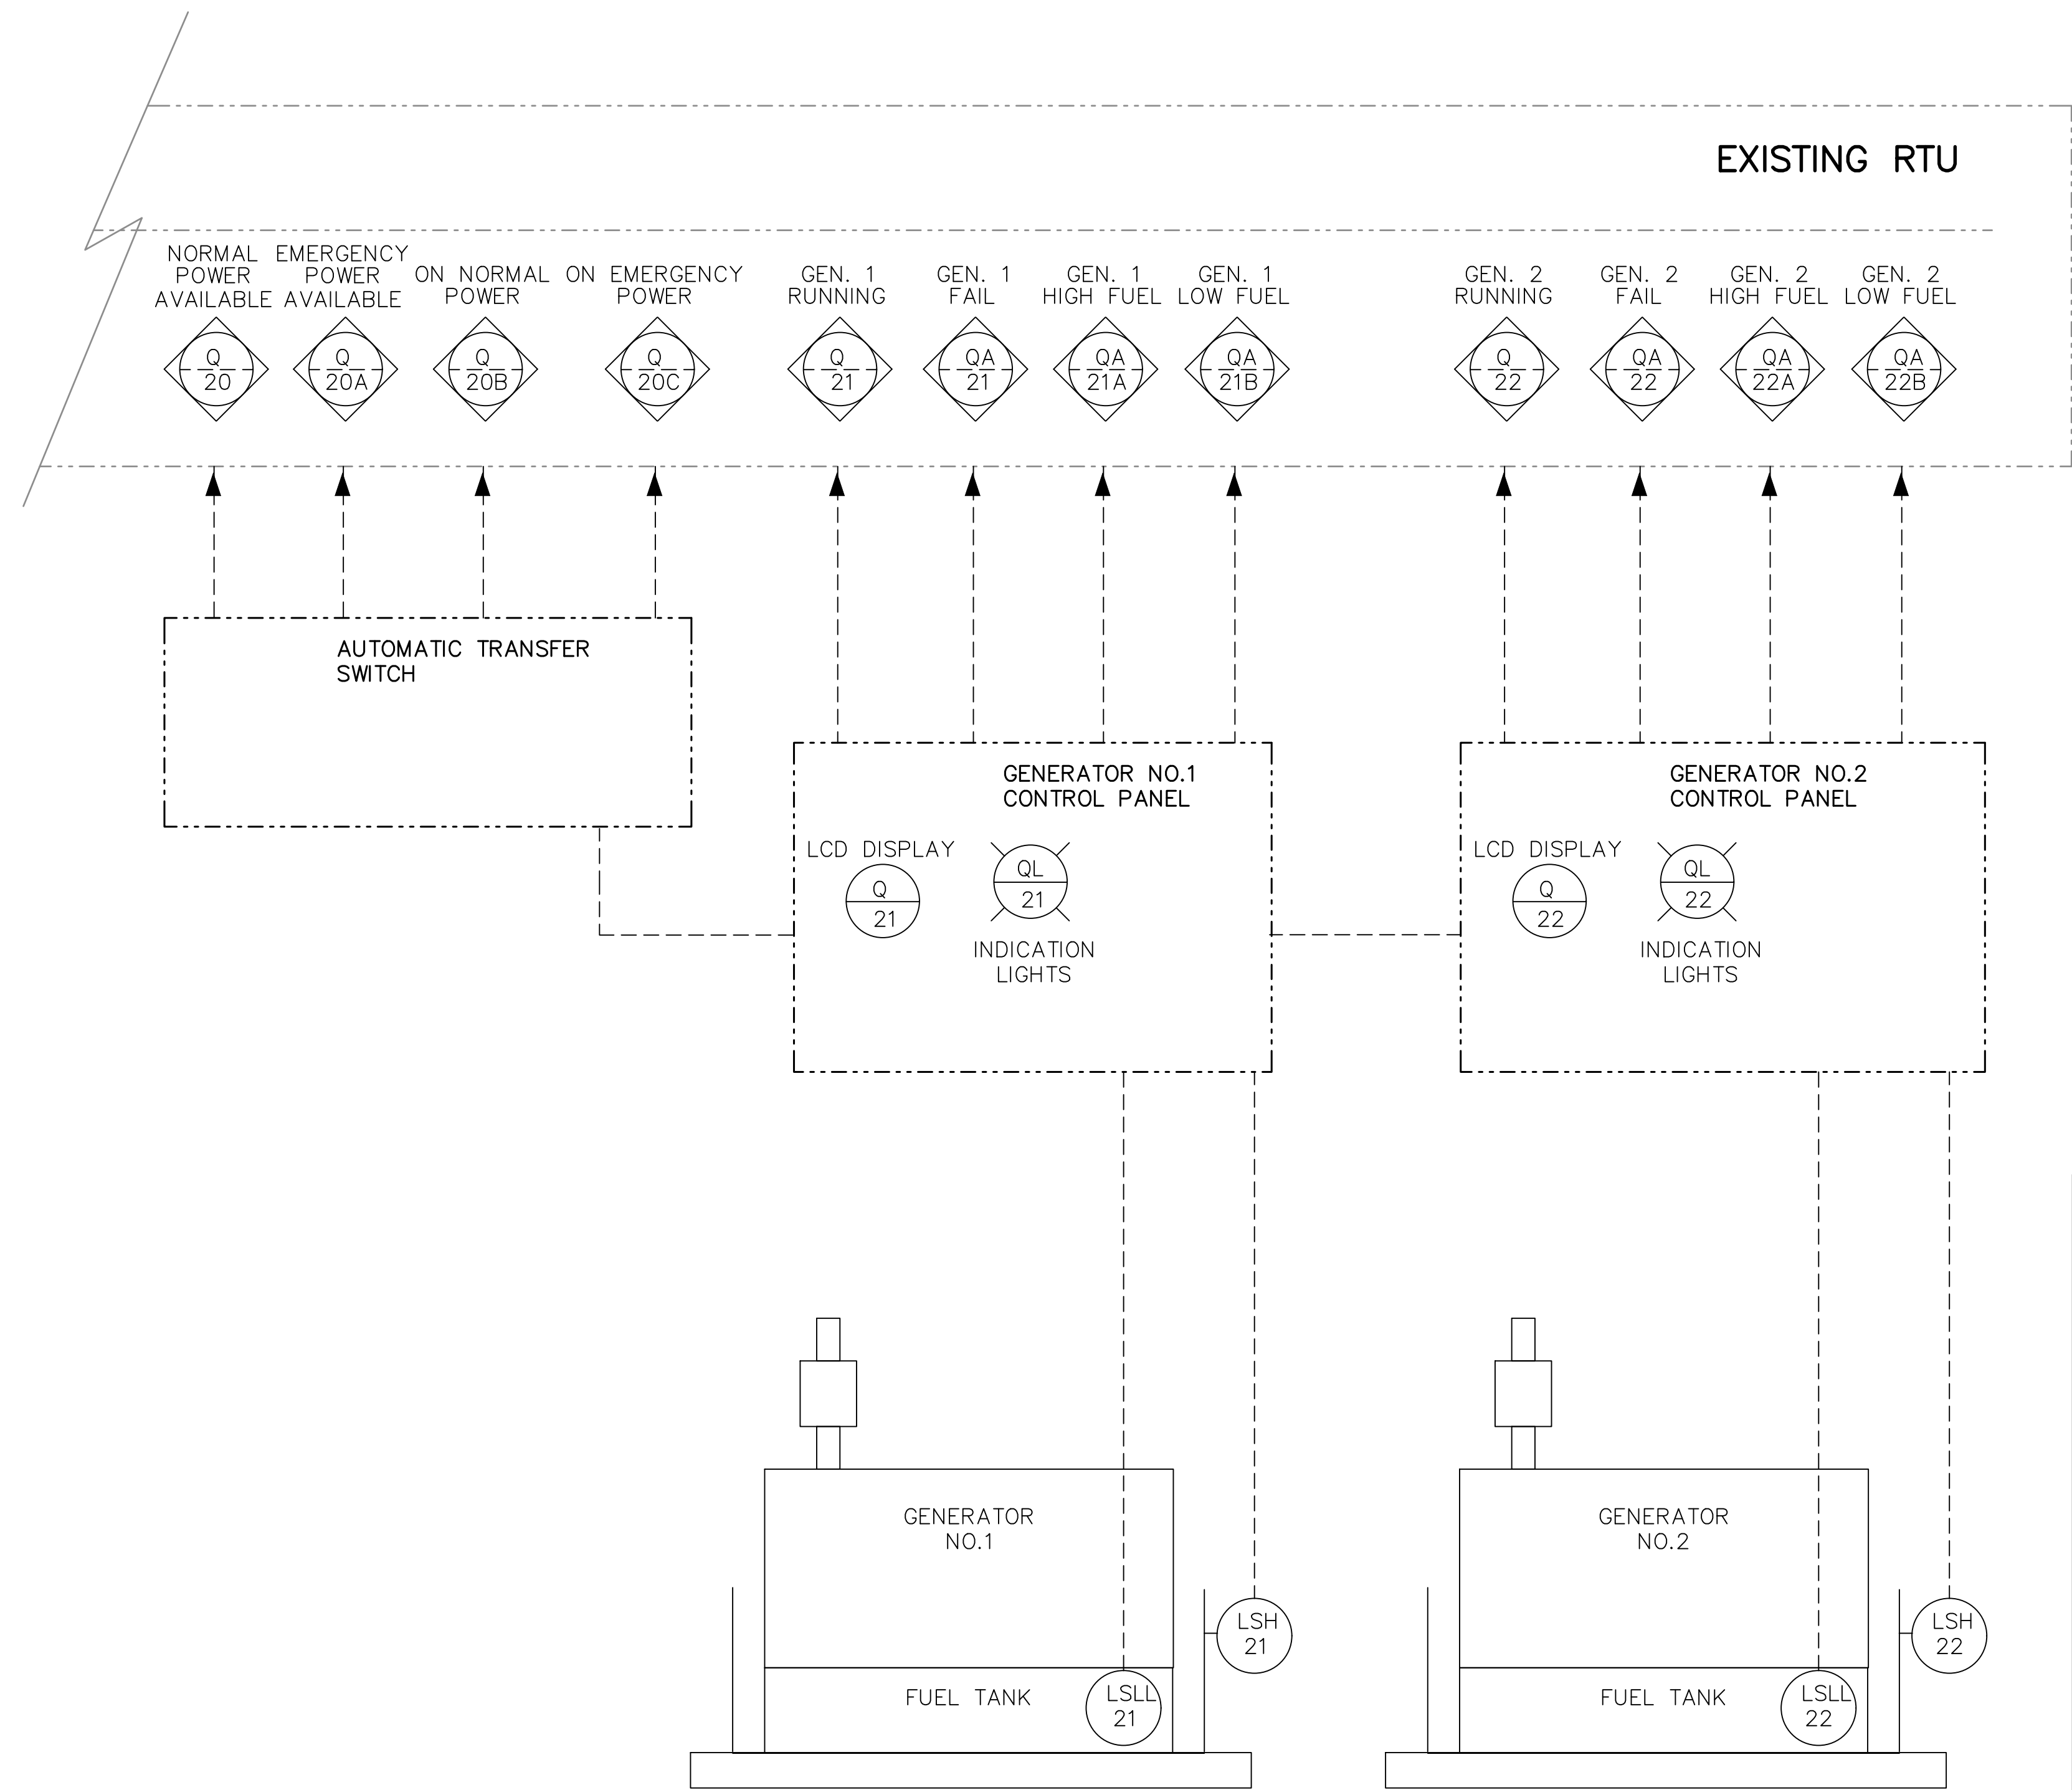 EXISTING RTU
NORMAL
POWER
AVAILABLE
EMERGENCY
POWER
AVAILABLE
ON NORMAL
POWER
ON EMERGENCY
POWER
GEN. 1
RUNNING
GEN. 1
FAIL
GEN. 1
HIGH FUEL
GEN. 1
LOW FUEL
GEN. 2
RUNNING
GEN. 2
FAIL
GEN. 2
HIGH FUEL
GEN. 2
LOW FUEL
Q
20
Q
20A
Q
20B
Q
20C
Q
21
QA
21
QA
21A
QA
21B
Q
22
QA
22
QA
22A
QA
22B
AUTOMATIC TRANSFER
SWITCH
GENERATOR NO.1
CONTROL PANEL
LCD DISPLAY
Q
21
QL
21
INDICATION
LIGHTS
GENERATOR NO.2
CONTROL PANEL
LCD DISPLAY
Q
22
QL
22
INDICATION
LIGHTS
GENERATOR
NO.1
LSH
21
FUEL TANK
LSLL
21
GENERATOR
NO.2
LSH
22
FUEL TANK
LSLL
22